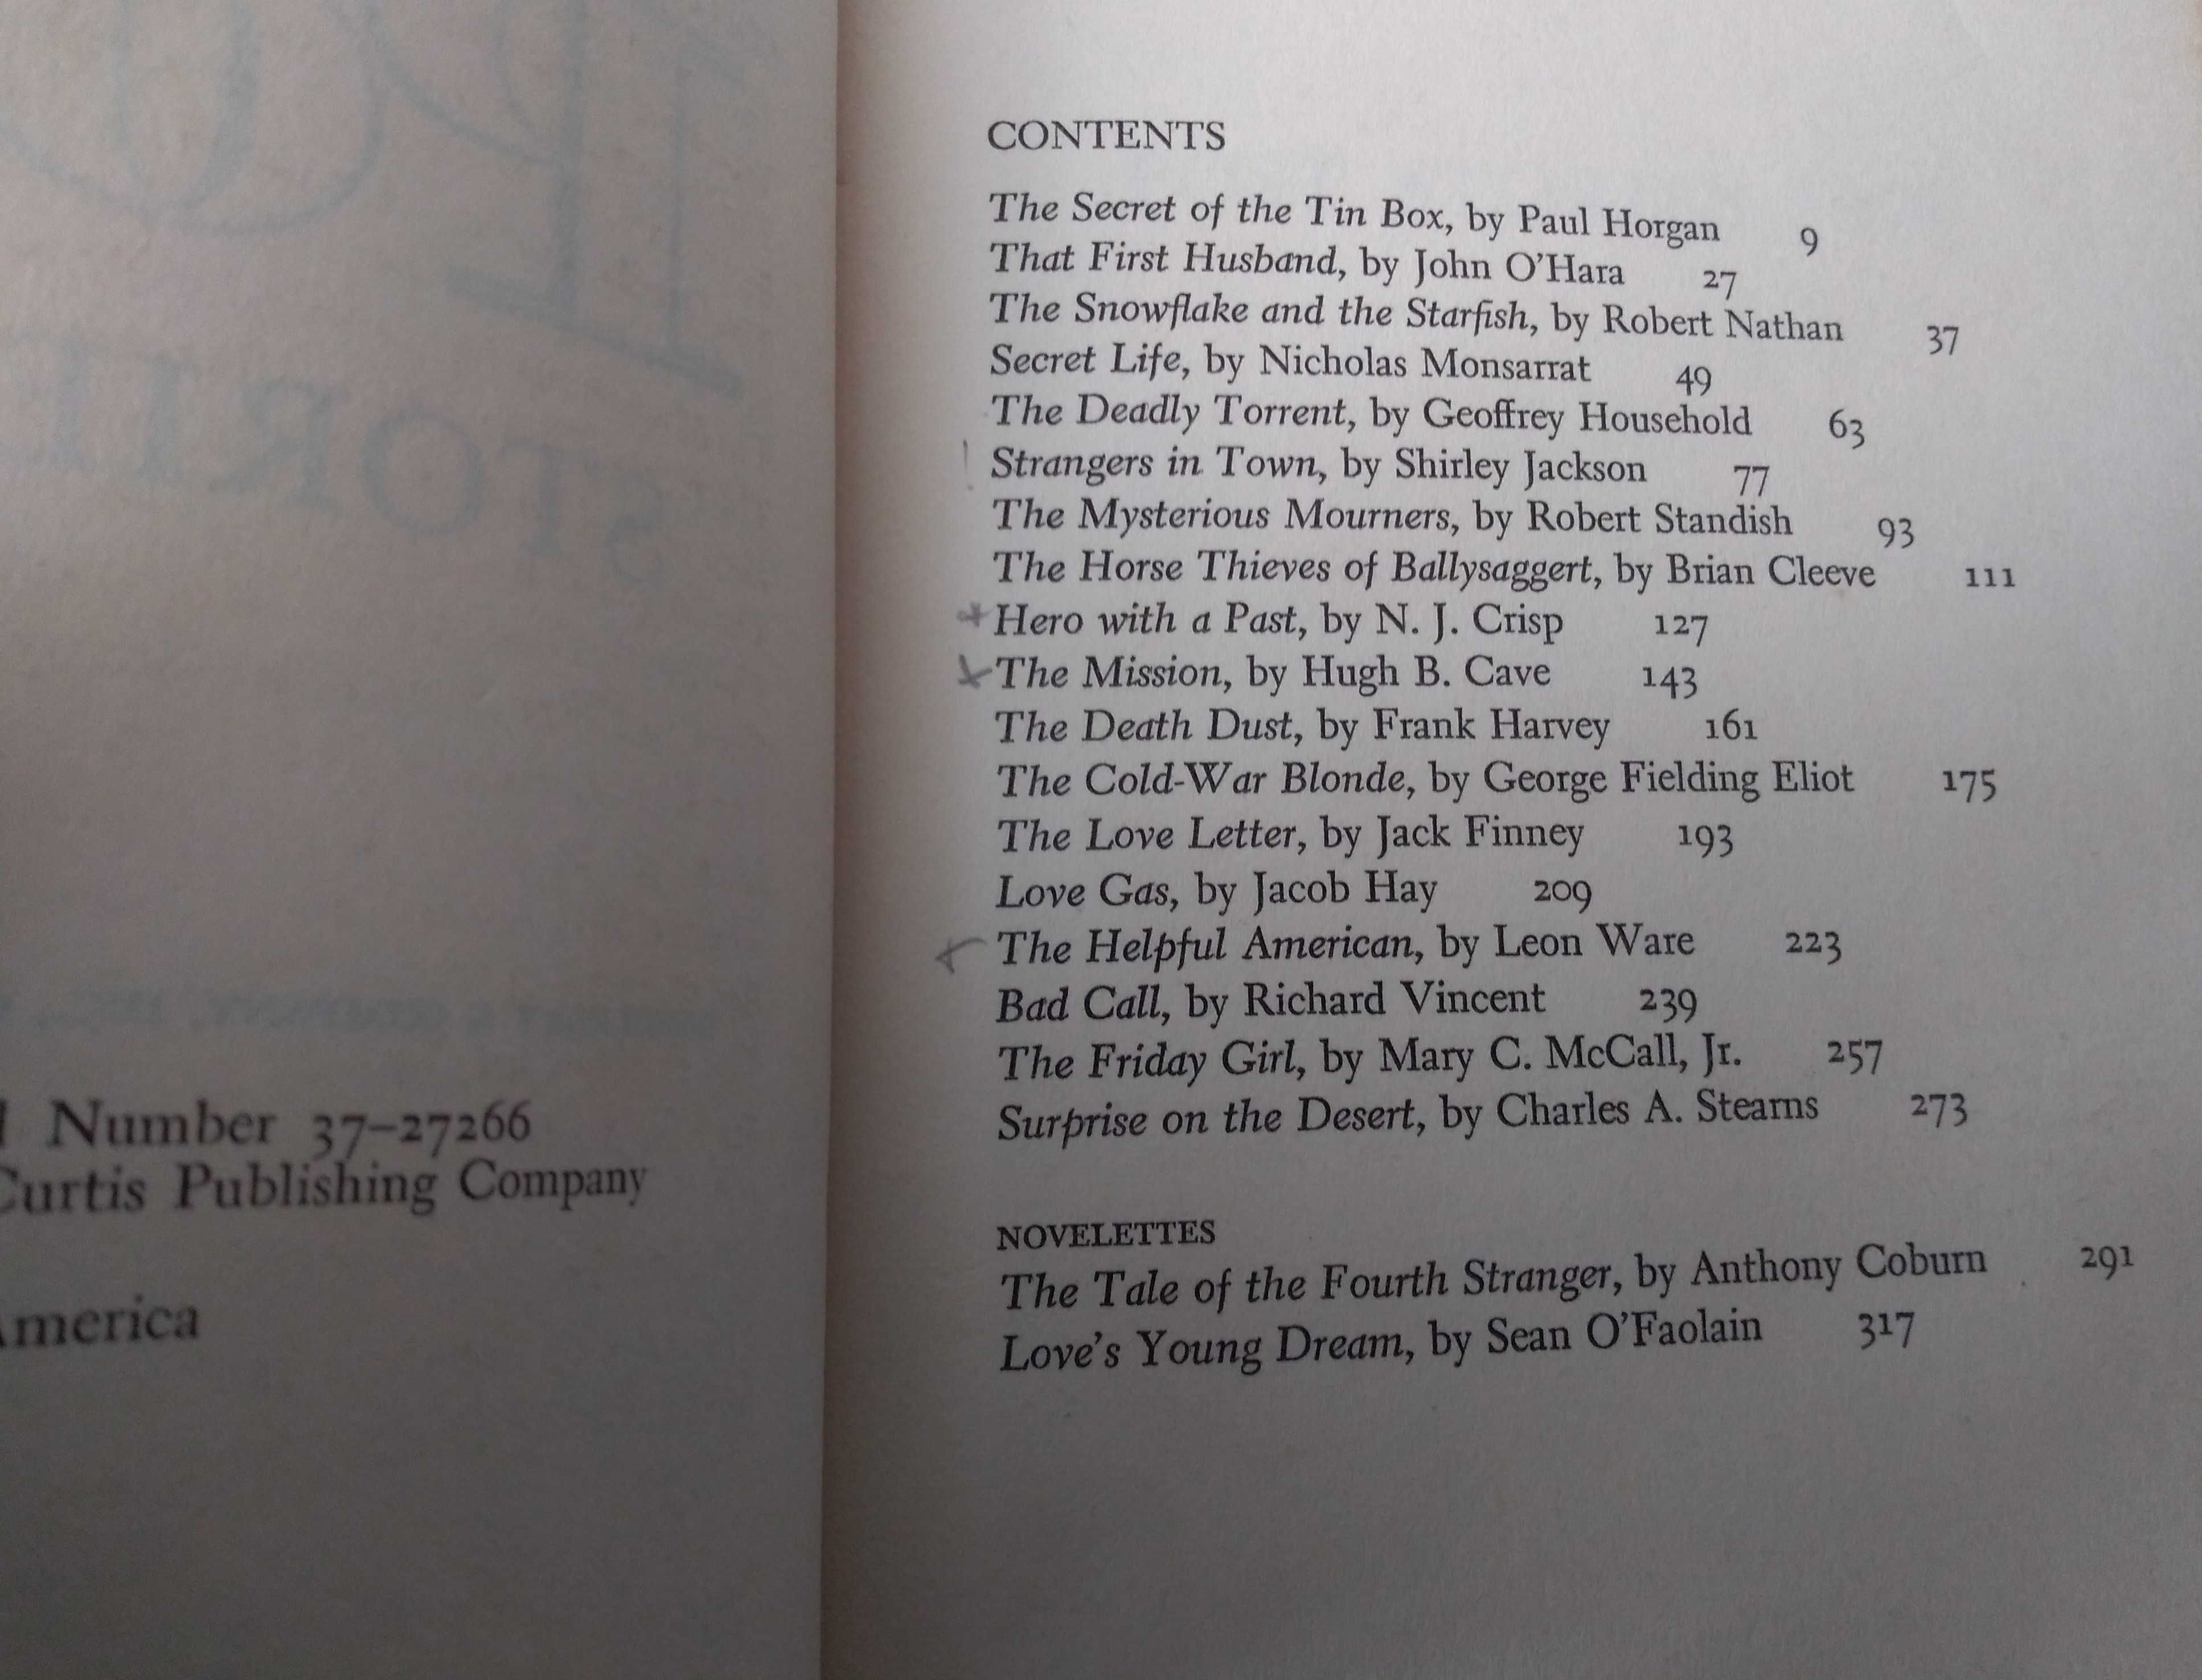 Number 37–27266
Curtis Publishing Company
America
CONTENTS
The Secret of the Tin Box, by Paul Horgan 9
That First Husband, by John O'Hara 27
The Snowflake and the Starfish, by Robert Nathan 37
Secret Life, by Nicholas Monsarrat 49
The Deadly Torrent, by Geoffrey Household 63
Strangers in Town, by Shirley Jackson 77
The Mysterious Mourners, by Robert Standish 93
The Horse Thieves of Ballysaggert, by Brian Cleeve 111
Hero with a Past, by N. J. Crisp 127
The Mission, by Hugh B. Cave 143
The Death Dust, by Frank Harvey 161
The Cold-War Blonde, by George Fielding Eliot 175
The Love Letter, by Jack Finney 193
Love Gas, by Jacob Hay 209
The Helpful American, by Leon Ware 223
Bad Call, by Richard Vincent 239
The Friday Girl, by Mary C. McCall, Jr. 257
Surprise on the Desert, by Charles A. Stearns 273
NOVELETTES
The Tale of the Fourth Stranger, by Anthony Coburn 291
Love's Young Dream, by Sean O'Faolain 317